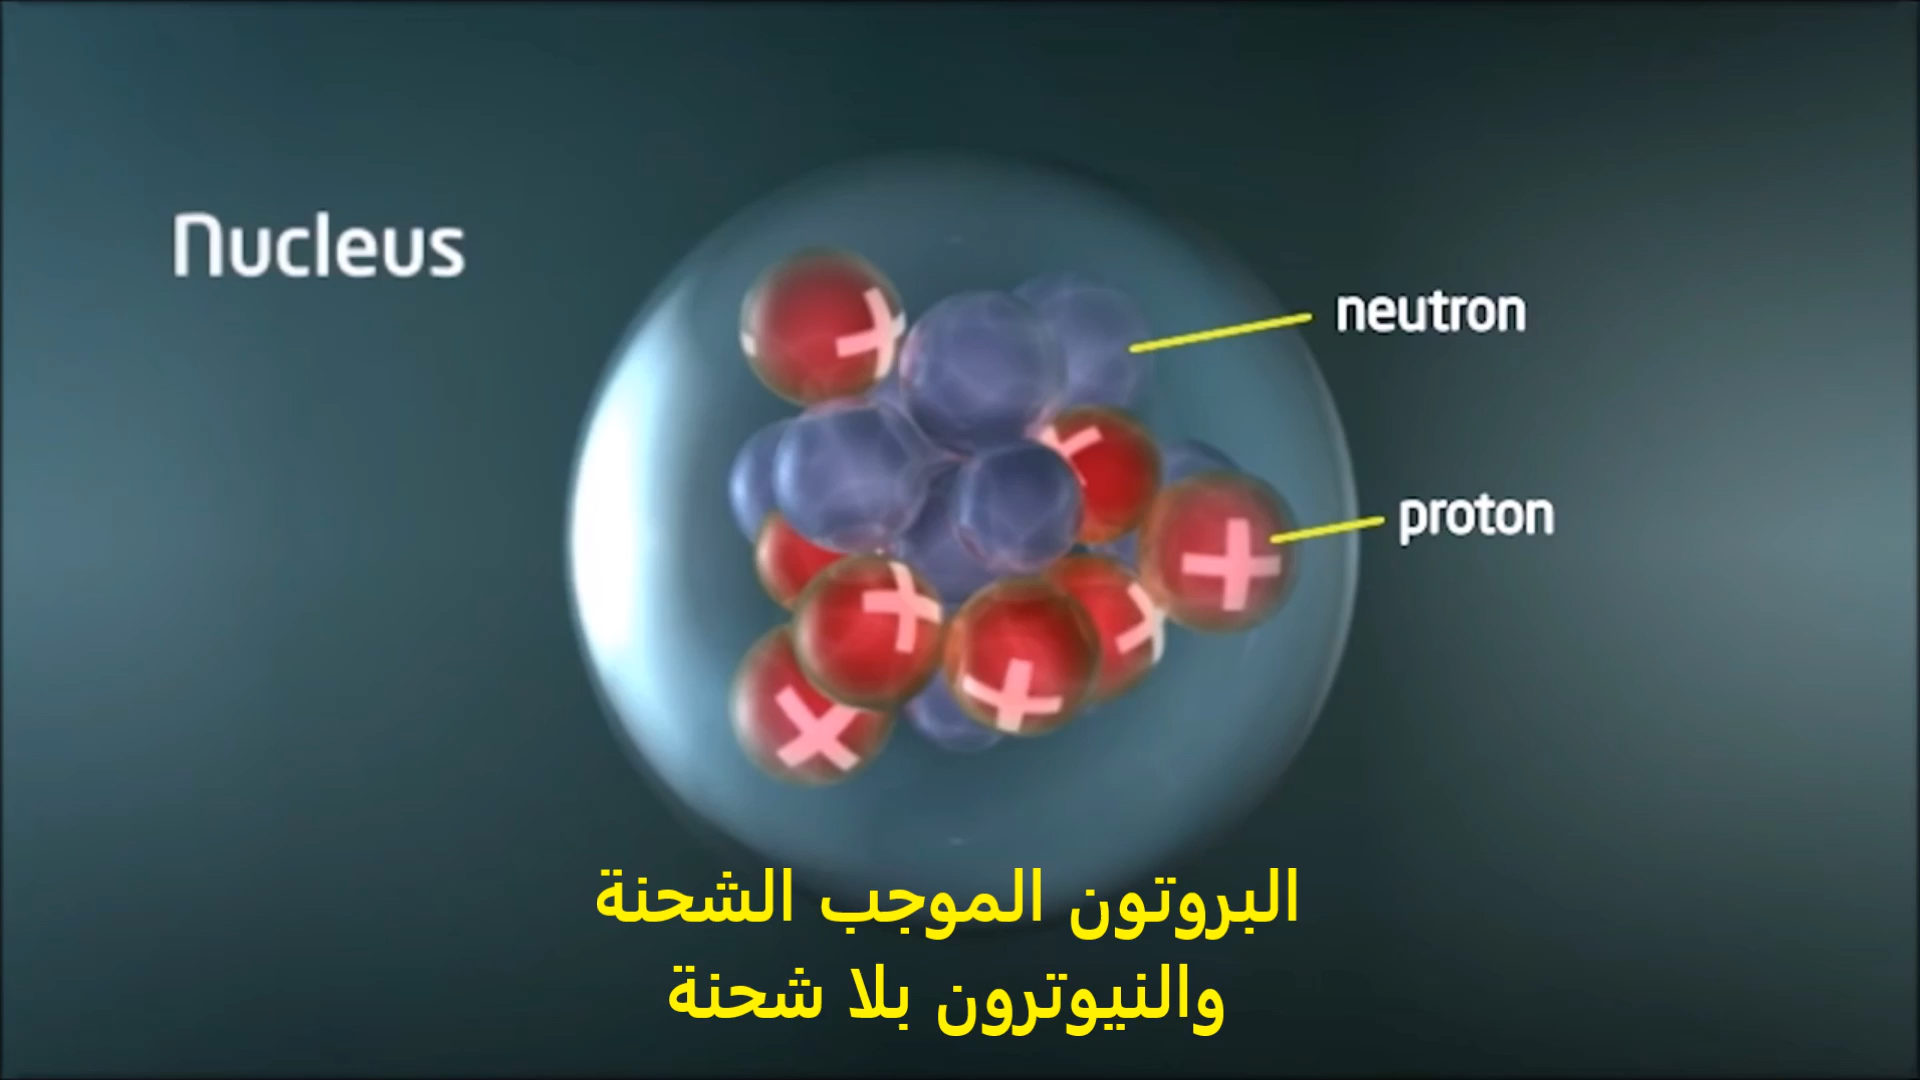 Nucleus
neutron
proton
البروتون الموجب الشحنة
والنيوترون بلا شحنة